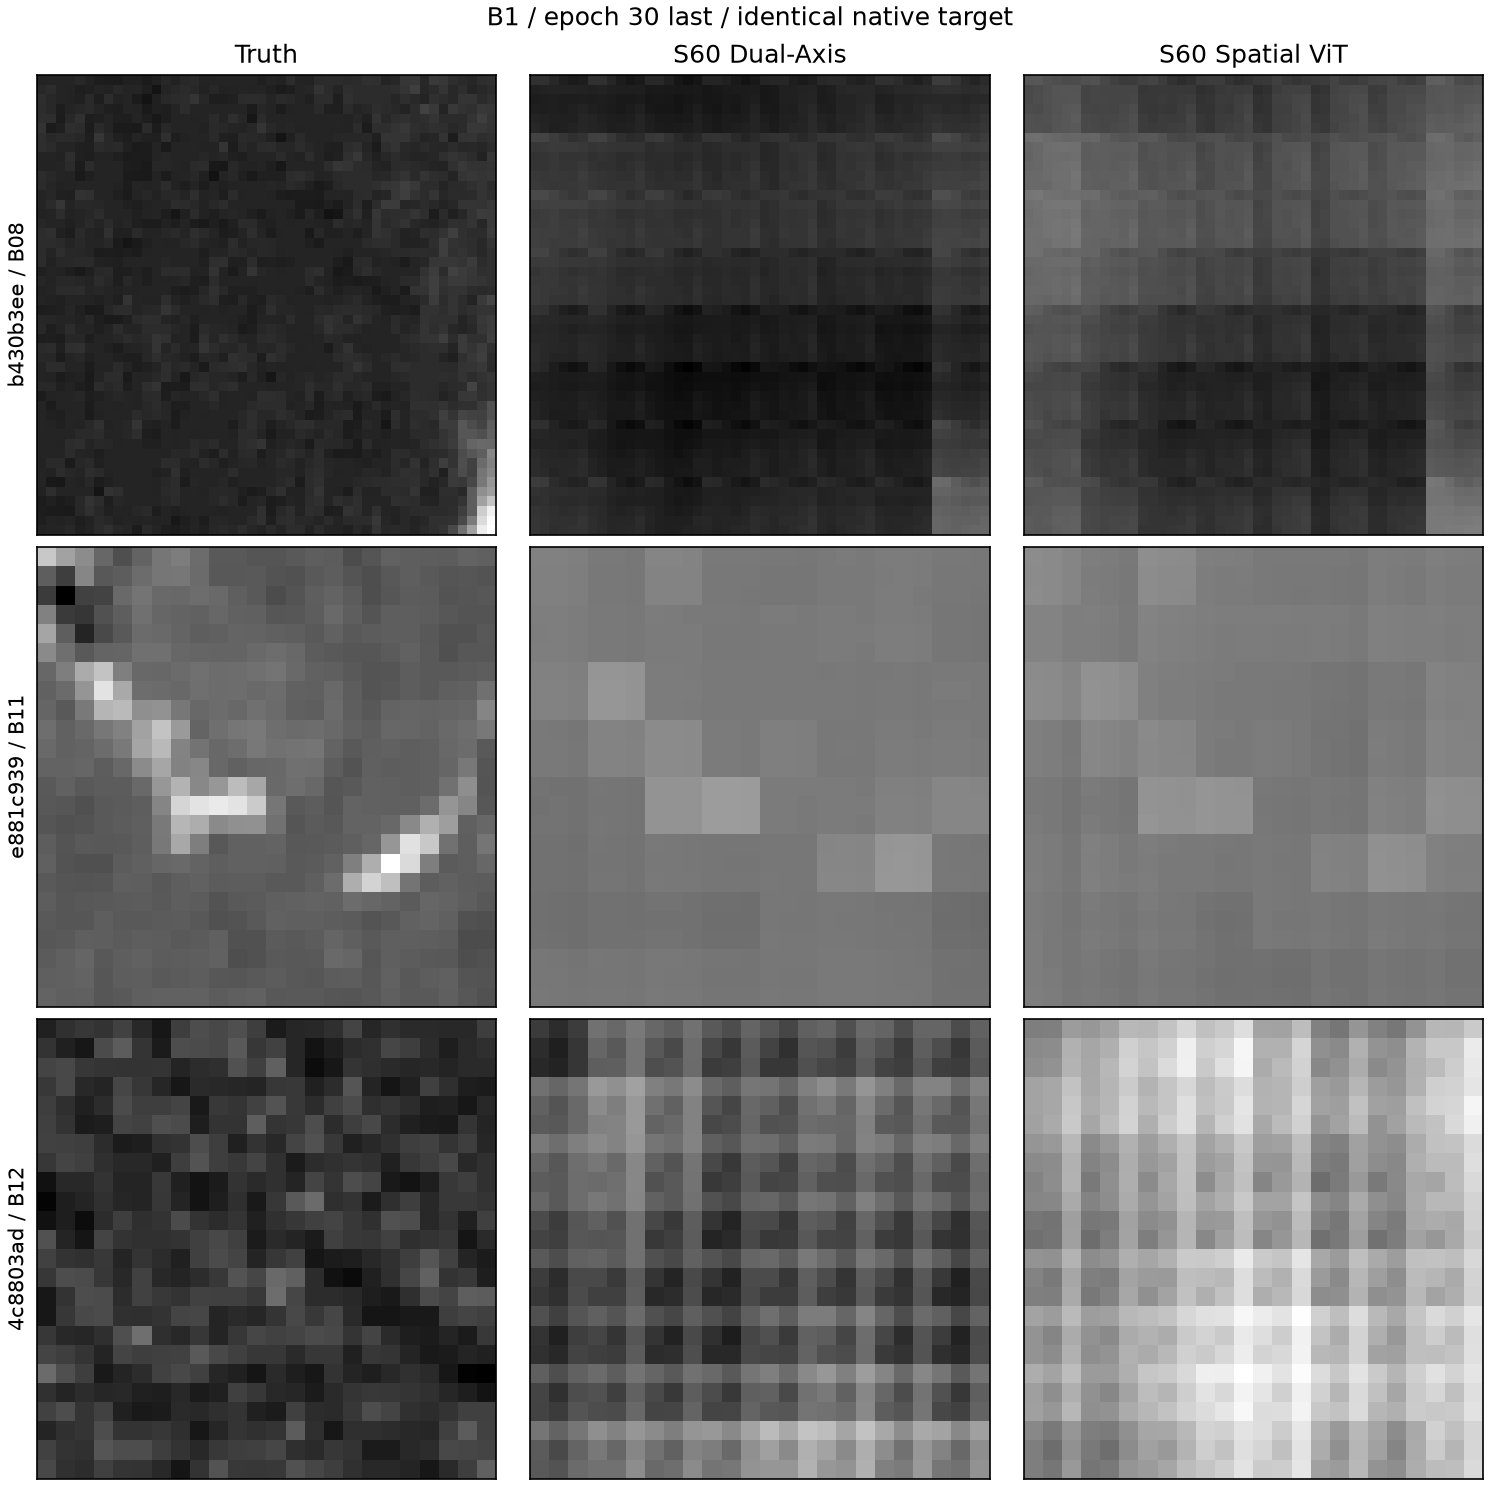 B1 / epoch 30 last / identical native target
Truth
S60 Dual-Axis
S60 Spatial ViT
b430b3ee / B08
e881c939 / B11
4c8803ad / B12